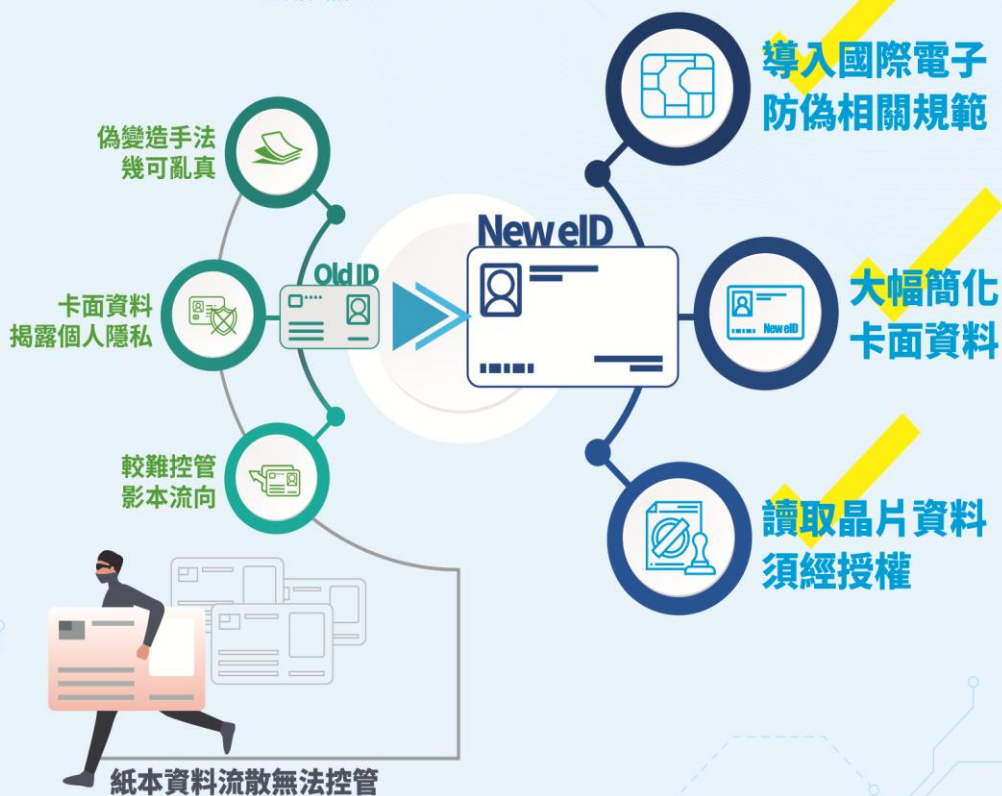 偽變造手法
幾可亂真
卡面資料
揭露個人隱私
較難控管
影本流向
Old ID
New eID
New eID
導入國際電子
防偽相關規範
大幅簡化
卡面資料
讀取晶片資料
須經授權
紙本資料流散無法控管